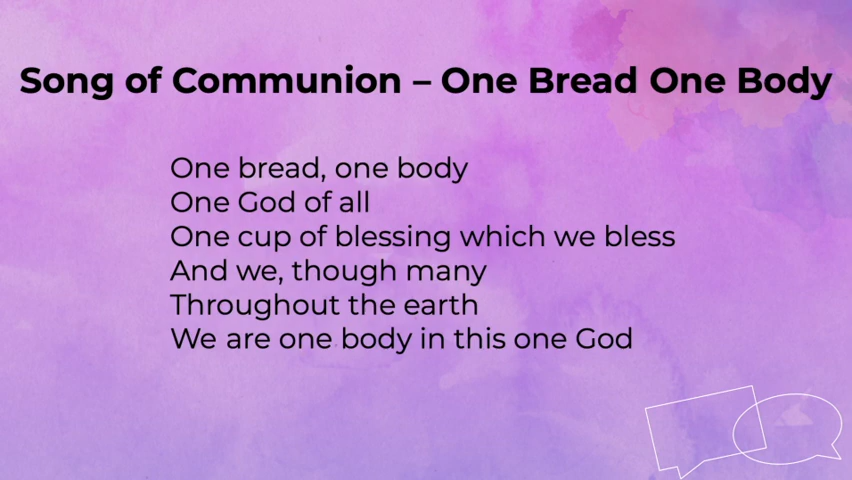 Song of Communion – One Bread One Body
One bread, one body
One God of all
One cup of blessing which we bless
And we, though many
Throughout the earth
We are one body in this one God